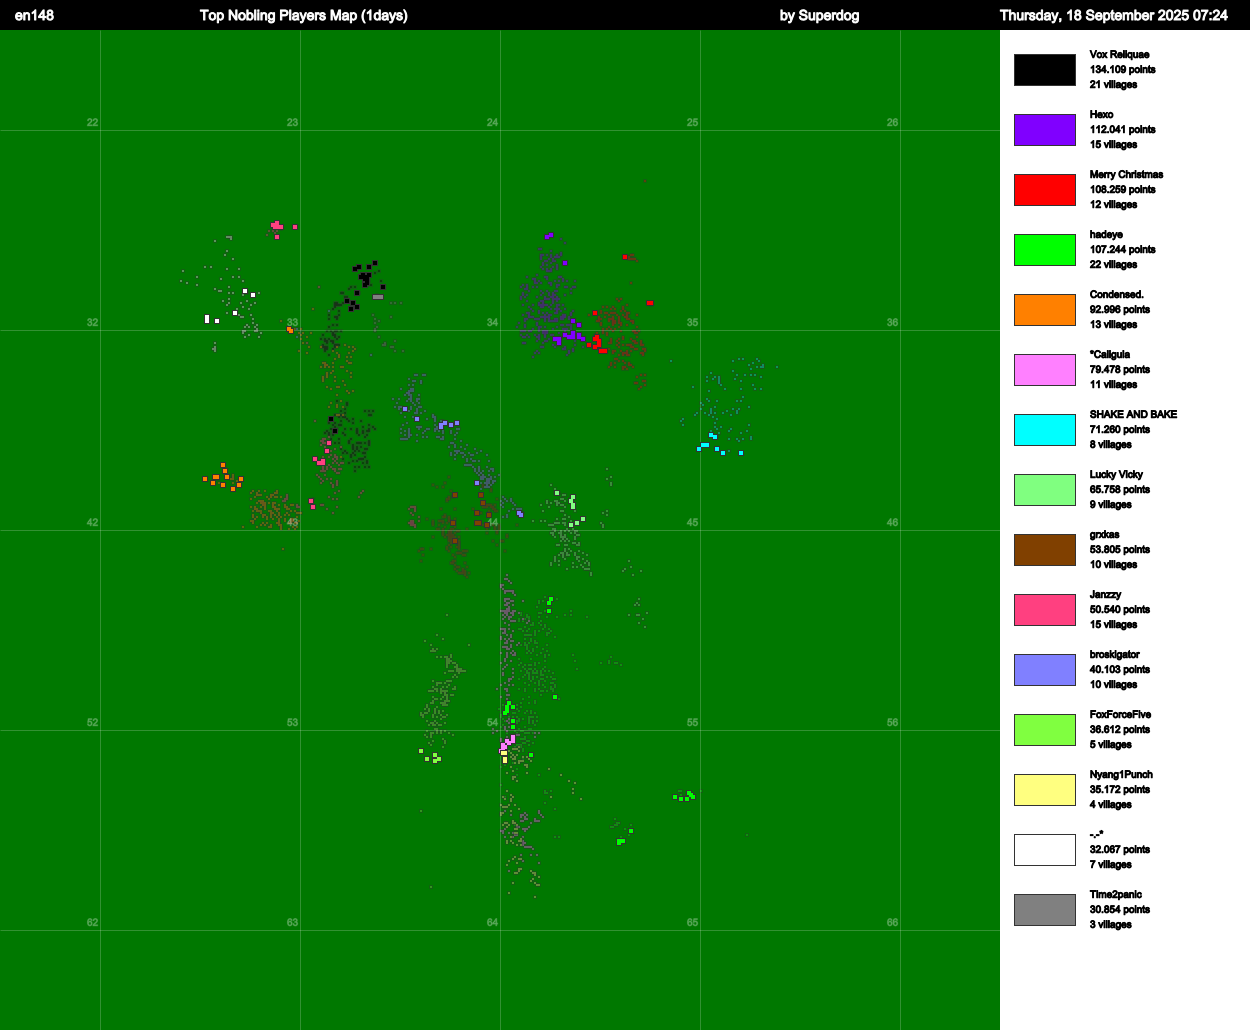 en148 Top Nobling Players Map (1days) by Superdog Thursday, 18 September 2025 07:24
22 23 24 25 26
32 33 34 35
42 43 44 45 46
52 53 54 55 56
62 63 64 65 66
Vox Reliquae
134.109 points
21 villages
Hexo
112.041 points
15 villages
Merry Christmas
108.259 points
12 villages
hadeye
107.244 points
22 villages
Condensed.
92.996 points
13 villages
°Caligula
79.478 points
11 villages
SHAKE AND BAKE
71.260 points
8 villages
Lucky Vicky
65.758 points
9 villages
grxkas
53.805 points
10 villages
Janzzy
50.540 points
15 villages
broskigator
40.103 points
10 villages
FoxForceFive
36.612 points
5 villages
Nyang1Punch
35.172 points
4 villages
-.-*
32.067 points
7 villages
Time2panic
30.854 points
3 villages